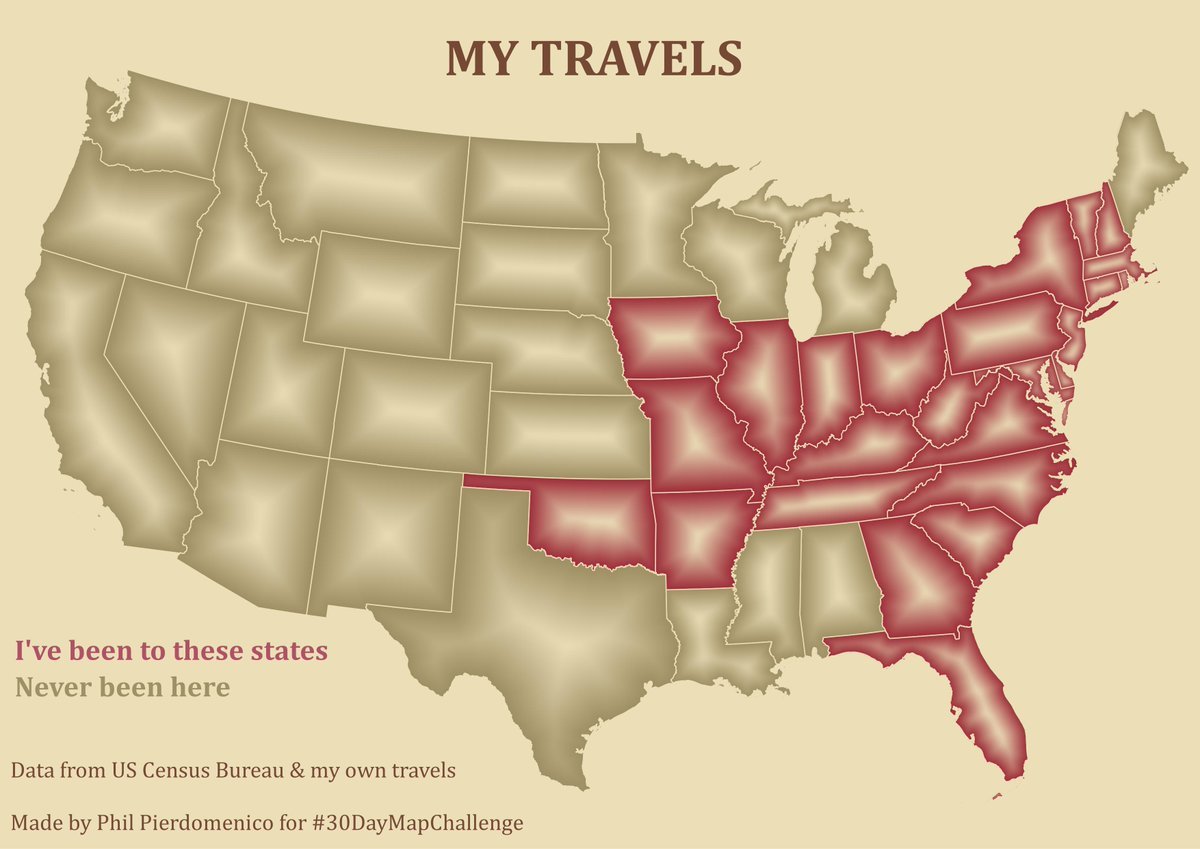 MY TRAVELS
I've been to these states
Never been here
Data from US Census Bureau & my own travels
Made by Phil Pierdomenico for #30DayMapChallenge